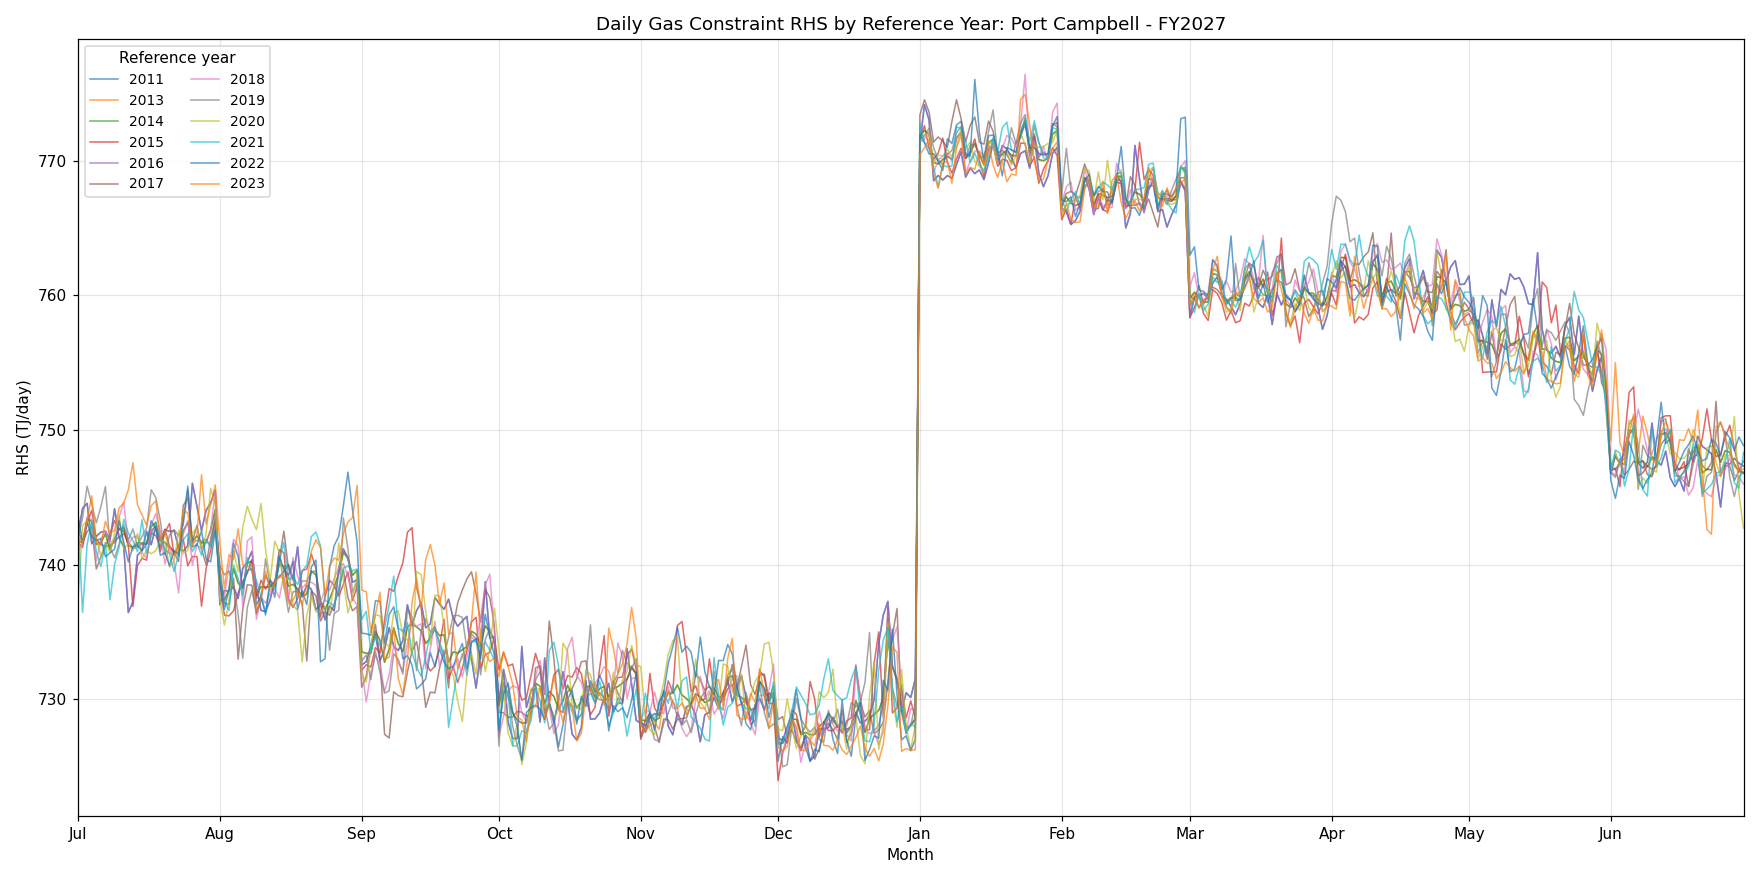 Daily Gas Constraint RHS by Reference Year: Port Campbell - FY2027
Reference year
2011 2018
2013 2019
2014 2020
2015 2021
2016 2022
2017 2023
RHS (TJ/day)
770
760
750
740
730
Jul Aug Sep Oct Nov Dec Jan Feb Mar Apr May Jun
Month